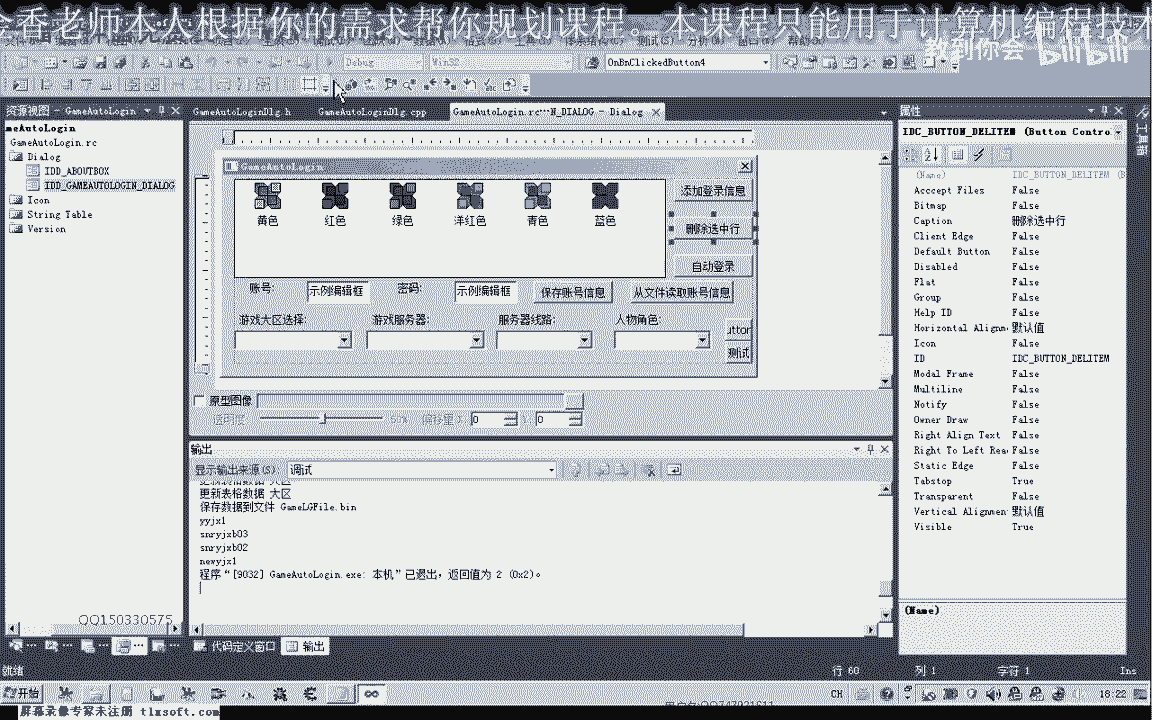 老师本人根据你的需求帮你规划课程。本课程只能用于计算机编程技术
教到你会 bilibili
Debug
Win32
OnBnClickedButton4
资源视图 - GameAutoLogin
meAutoLogin
GameAutoLogin.rc
Dialog
IDD_ABOUTBOX
IDD_GAMEAUTOLOGIN_DIALOG
Icon
String Table
Version
GameAutoLoginDlg.h
GameAutoLoginDlg.cpp
GameAutoLogin.rc...N_DIALOG - Dialog
GameAutoLogin
黄色
红色
绿色
洋红色
青色
蓝色
添加登录信息
删除选中行
自动登录
账号:
示例编辑框
密码:
示例编辑框
保存账号信息
从文件读取账号信息
游戏大区选择:
游戏服务器:
服务器线路:
人物角色:
utton
测试
原型图像
透明度
50%
偏移量 X:
0
Y:
0
输出
显示输出来源(S):
调试
更新表格数据 大区
更新表格数据 大区
保存数据到文件 GameLGFile.bin
yyjx1
snryjxb03
snryjxb02
newyjx1
程序“[9032] GameAutoLogin.exe: 本机”已退出，返回值为 2 (0x2)。
代码定义窗口
输出
属性
IDC_BUTTON_DELITEM (Button Contro
(Name) IDC_BUTTON_DELITEM (B
Acccept Files False
Bitmap False
Caption 删除选中行
Client Edge False
Default Button False
Disabled False
Flat False
Group False
Help ID False
Horizontal Alignm 默认值
Icon False
ID IDC_BUTTON_DELITEM
Modal Frame False
Multiline False
Notify False
Owner Draw False
Right Align Text False
Right To Left Rea False
Static Edge False
Tabstop True
Transparent False
Vertical Alignmen 默认值
Visible True
(Name)
QQ150330575
就绪
行 60
列 1
字符 1
Ins
开始
CH
18:22
屏幕录像专家未注册 tlxsoft.com